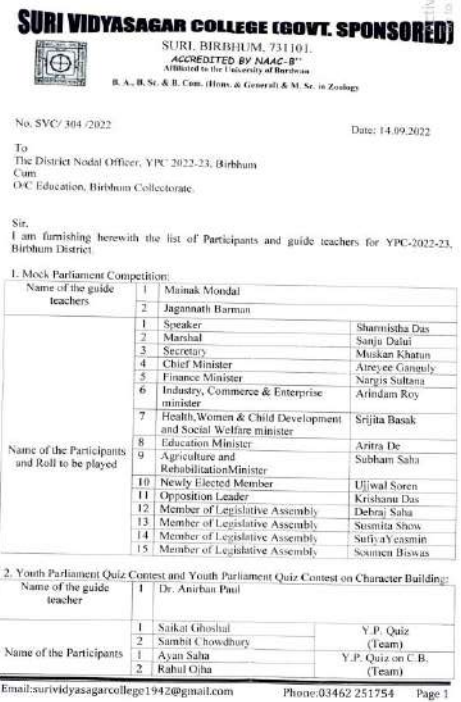 SURI VIDYASAGAR COLLEGE (GOVT. SPONSORED)
SURI, BIRBHUM, 731101.
ACCREDITED BY NAAC-B++
Affiliated to the University of Burdwan
B. A., B. Sc. & B. Com. (Hons. & General) & M. Sc. in Zoology
No. SVC/ 304 /2022
Date: 14.09.2022
To
The District Nodal Officer, YPC 2022-23, Birbhum
Cum
O/C Education, Birbhum Collectorate.
Sir,
I am furnishing herewith the list of Participants and guide teachers for YPC-2022-23,
Birbhum District.
1. Mock Parliament Competition:
Name of the guide teachers
1 Mainak Mondal
2 Jagannath Barman
Name of the Participants and Roll to be played
1 Speaker Sharmistha Das
2 Marshal Sanju Dalui
3 Secretary Muskan Khatun
4 Chief Minister Atreyee Ganguly
5 Finance Minister Nargis Sultana
6 Industry, Commerce & Enterprise minister Arindam Roy
7 Health,Women & Child Development and Social Welfare minister Srijita Basak
8 Education Minister Aritra De
9 Agriculture and RehabilitationMinister Subham Saha
10 Newly Elected Member Ujjwal Soren
11 Opposition Leader Krishanu Das
12 Member of Legislative Assembly Debraj Saha
13 Member of Legislative Assembly Susmita Show
14 Member of Legislative Assembly SufiyaYeasmin
15 Member of Legislative Assembly Soumen Biswas
2. Youth Parliament Quiz Contest and Youth Parliament Quiz Contest on Character Building:
Name of the guide teacher
1 Dr. Anirban Paul
Name of the Participants
1 Saikat Ghoshal
2 Sambit Chowdhury
Y.P. Quiz
(Team)
1 Ayan Saha
2 Rahul Ojha
Y.P. Quiz on C.B.
(Team)
Email:surividyasagarcollege1942@gmail.com Phone:03462 251754 Page 1